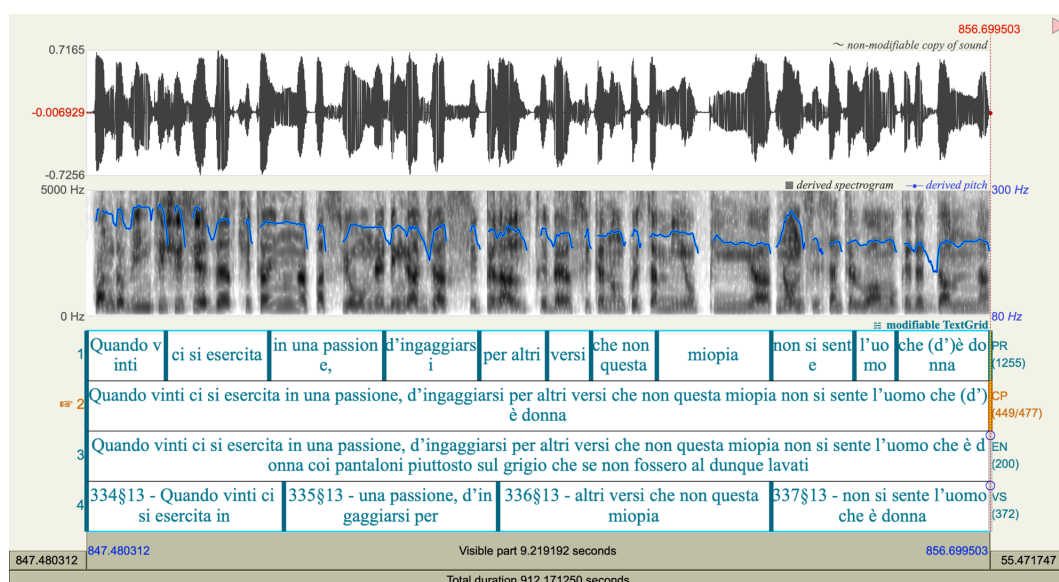 856.699503
0.7165
~ non-modifiable copy of sound
-0.006929
-0.7256
5000 Hz
derived spectrogram
derived pitch
300 Hz
0 Hz
80 Hz
modifiable TextGrid
1
Quando v
inti
ci si esercita
in una passion
e,
d'ingaggiars
i
per altri
versi
che non
questa
miopia
non si sent
e
l'uo
mo
che (d')è do
nna
PR
(1255)
2
Quando vinti ci si esercita in una passione, d'ingaggiarsi per altri versi che non questa miopia non si sente l'uomo che (d')
è donna
CP
(449/477)
3
Quando vinti ci si esercita in una passione, d'ingaggiarsi per altri versi che non questa miopia non si sente l'uomo che è d
onna coi pantaloni piuttosto sul grigio che se non fossero al dunque lavati
EN
(200)
4
334§13 - Quando vinti ci
si esercita in
335§13 - una passione, d'in
gaggiarsi per
336§13 - altri versi che non questa
miopia
337§13 - non si sente l'uomo
che è donna
VS
(372)
847.480312
847.480312
Visible part 9.219192 seconds
856.699503
55.471747
Total duration 912.171250 seconds